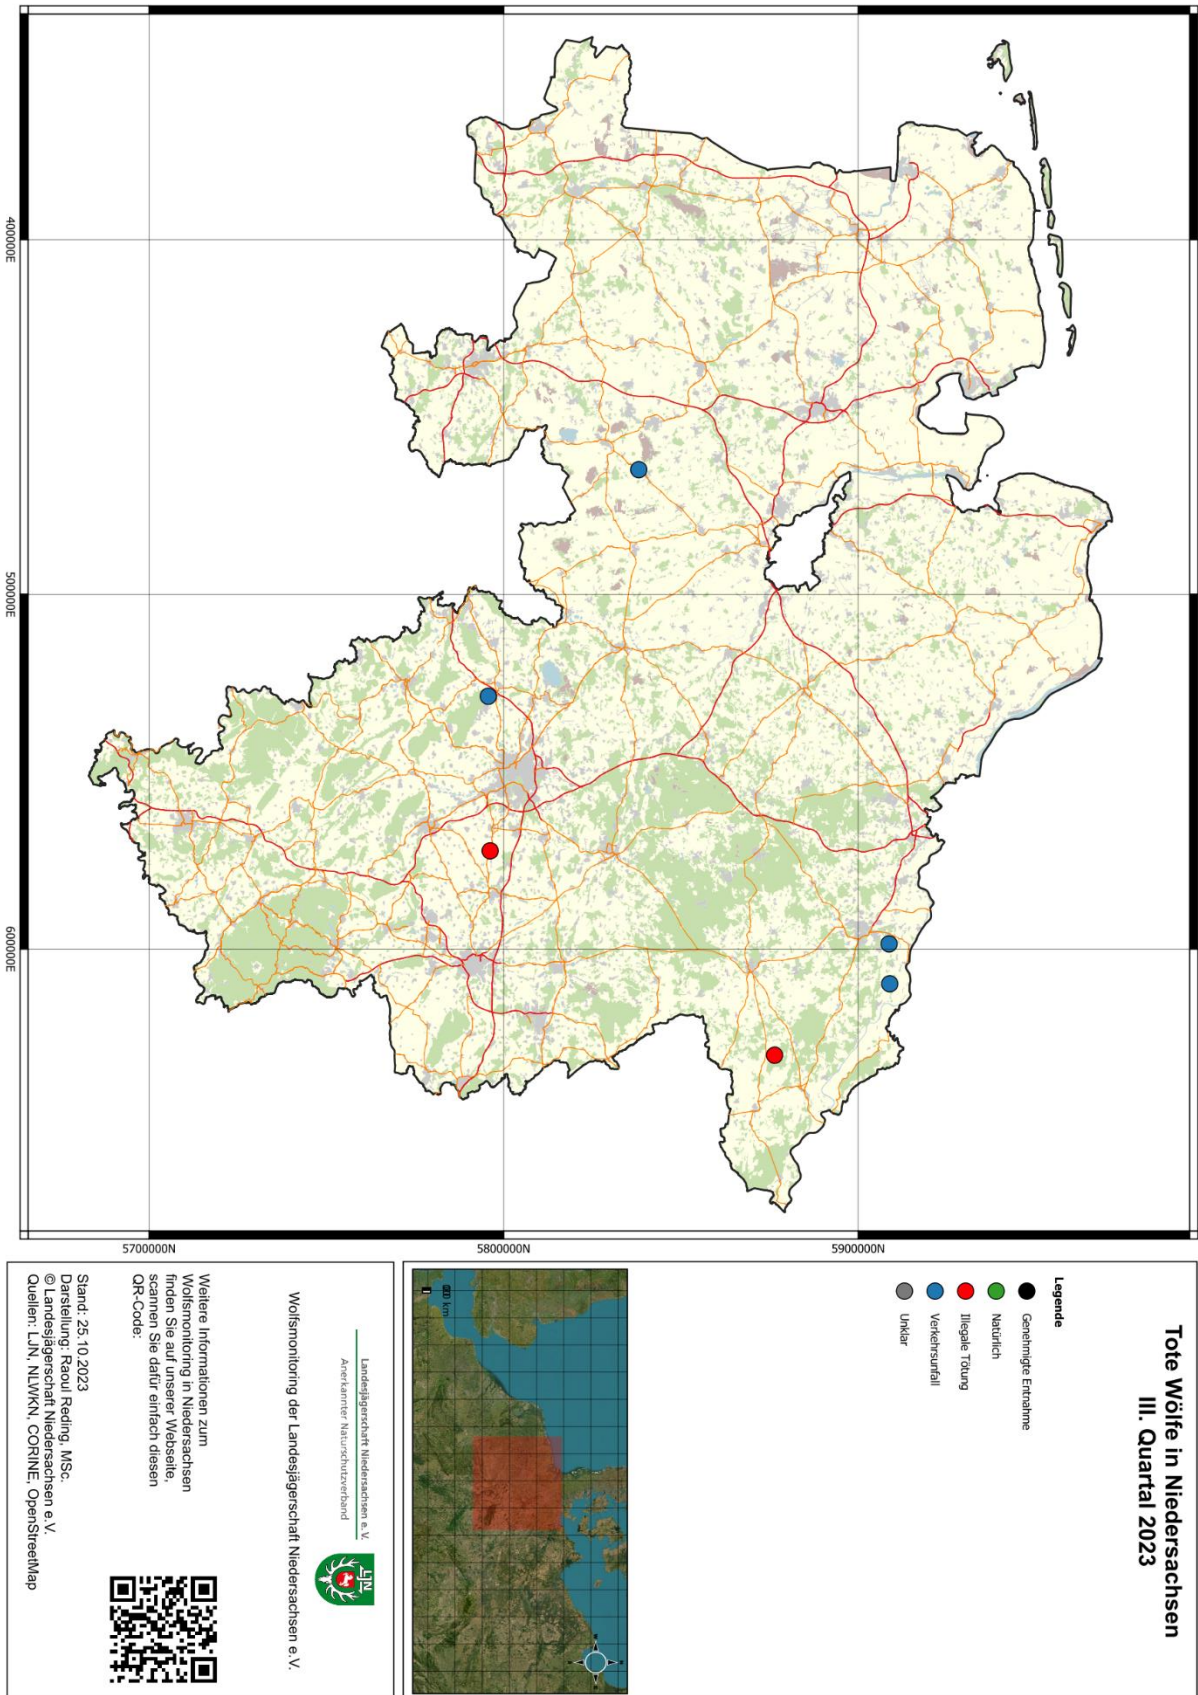 Tote Wölfe in Niedersachsen
III. Quartal 2023
Legende
Genehmigte Entnahme
Natürlich
Illegale Tötung
Verkehrsunfall
Unklar
400000E
500000E
600000E
5700000N
5800000N
5900000N
Landesjägerschaft Niedersachsen e. V.
Anerkannter Naturschutzverband
LJN
Wolfsmonitoring der Landesjägerschaft Niedersachsen e.V.
Weitere Informationen zum
Wolfsmonitoring in Niedersachsen
finden Sie auf unserer Webseite,
scannen Sie dafür einfach diesen
QR-Code:
Stand: 25.10.2023
Darstellung: Raoul Reding, MSc.
© Landesjägerschaft Niedersachsen e.V.
Quellen: LJN, NLWKN, CORINE, OpenStreetMap